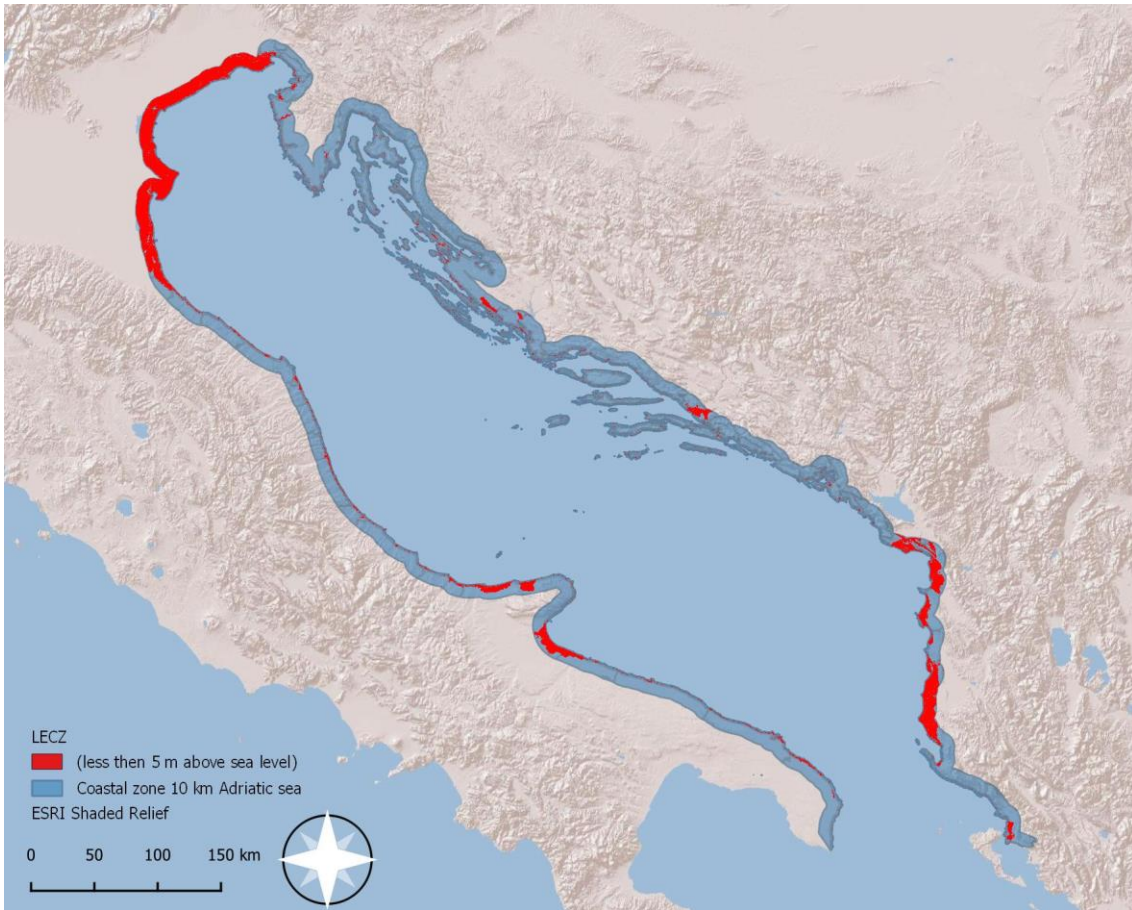 LECZ
(less then 5 m above sea level)
Coastal zone 10 km Adriatic sea
ESRI Shaded Relief
0 50 100 150 km